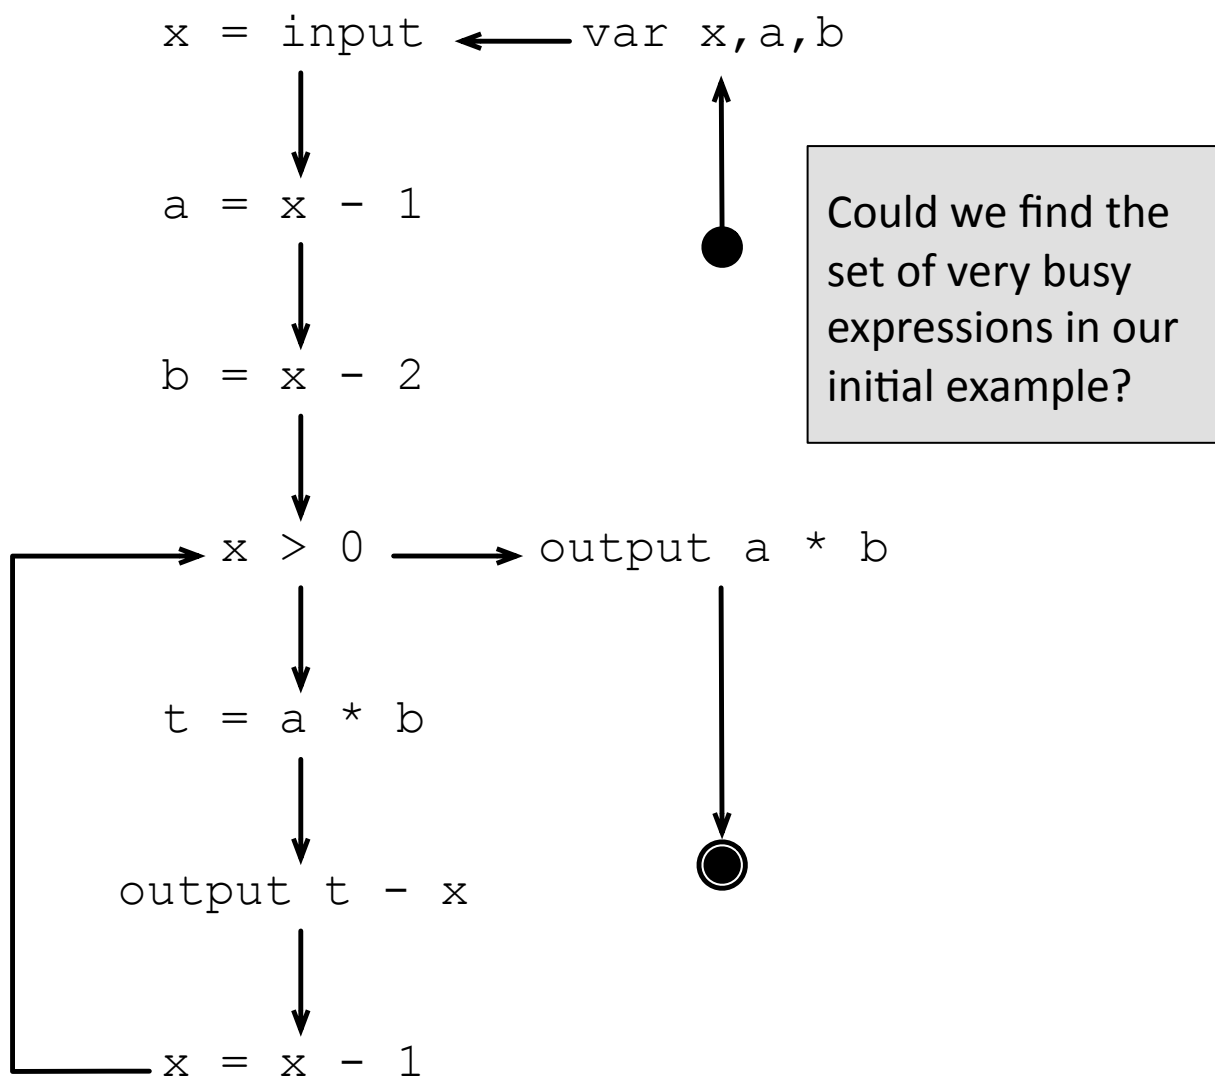 x = input
var x,a,b
a = x - 1
b = x - 2
Could we find the
set of very busy
expressions in our
initial example?
x > 0
output a * b
t = a * b
output t - x
x = x - 1